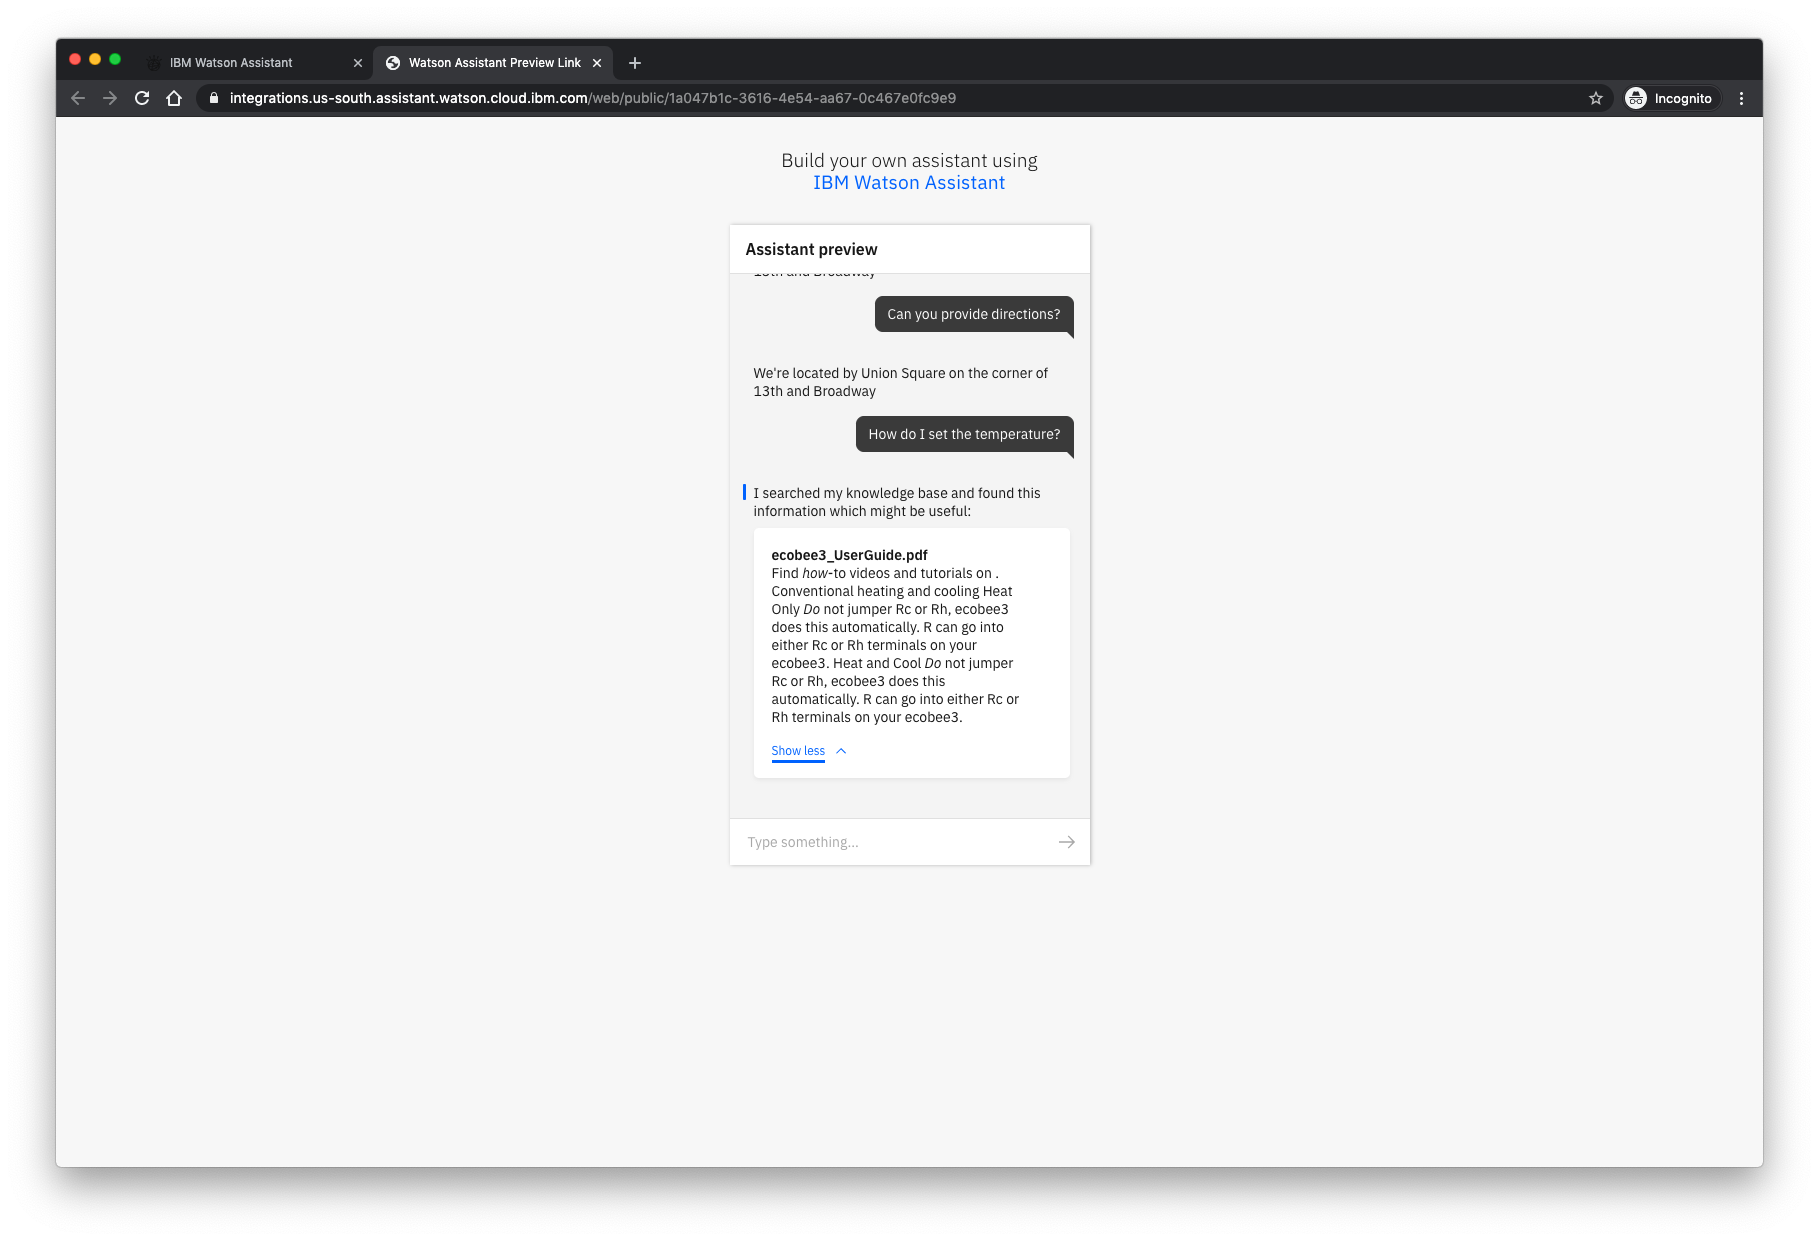 IBM Watson Assistant
Watson Assistant Preview Link
integrations.us-south.assistant.watson.cloud.ibm.com/web/public/1a047b1c-3616-4e54-aa67-0c467e0fc9e9
Incognito
Build your own assistant using
IBM Watson Assistant
Assistant preview
13th and Broadway
Can you provide directions?
We're located by Union Square on the corner of
13th and Broadway
How do I set the temperature?
I searched my knowledge base and found this
information which might be useful:
ecobee3_UserGuide.pdf
Find how-to videos and tutorials on .
Conventional heating and cooling Heat
Only Do not jumper Rc or Rh, ecobee3
does this automatically. R can go into
either Rc or Rh terminals on your
ecobee3. Heat and Cool Do not jumper
Rc or Rh, ecobee3 does this
automatically. R can go into either Rc or
Rh terminals on your ecobee3.
Show less
Type something...